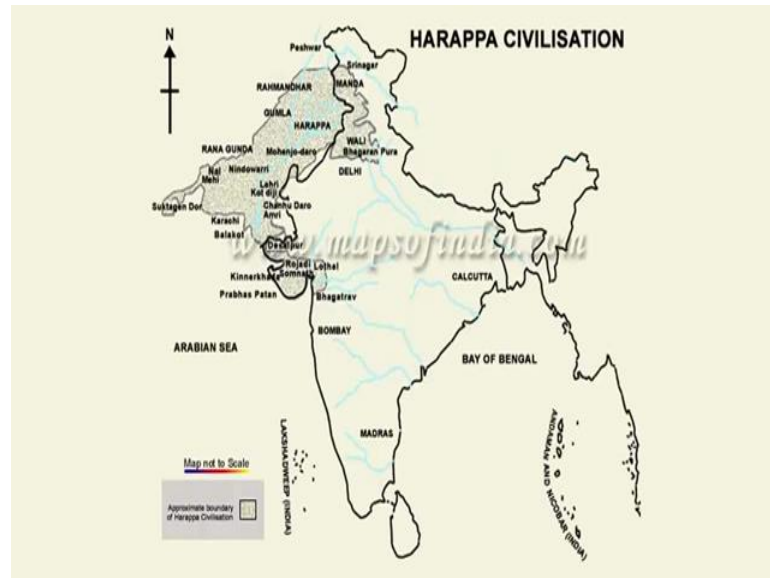 HARAPPA CIVILISATION
N
Peshwar
Srinagar
RAHMANDHAR
MANDA
GUMLA
HARAPPA
WALI
RANA GUNDA
Mohenjo-daro
Bhagaran Pura
Nal
Nindowarri
DELHI
Mehi
Lahri
Kot diji
Suktagen Dor
Chanhu Daro
Karachi
Amri
Balakot
www.mapsofindia.com
Desalpur
Rojadi
Lothal
Kinnerkhada
Somnath
CALCUTTA
Prabhas Patan
Bhagatrav
BOMBAY
ARABIAN SEA
BAY OF BENGAL
MADRAS
LAKSHADWEEP (INDIA)
ANDAMAN AND NICOBAR (INDIA)
Map not to Scale
Approximate boundary
of Harappa Civilisation